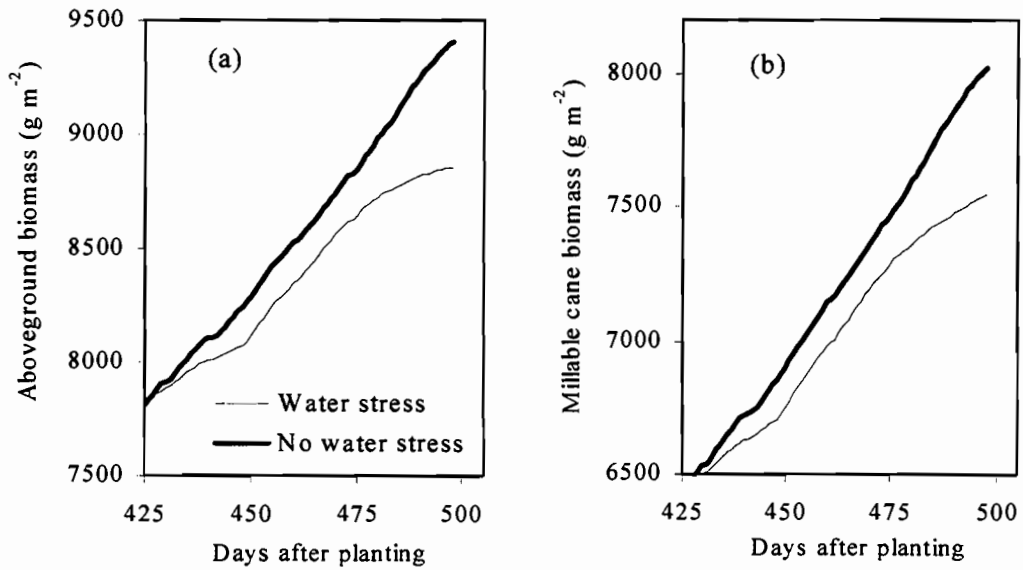 (a)
Aboveground biomass (g m⁻²)
9500
9000
8500
8000
7500
425 450 475 500
Days after planting
Water stress
No water stress
(b)
Millable cane biomass (g m⁻²)
8000
7500
7000
6500
425 450 475 500
Days after planting